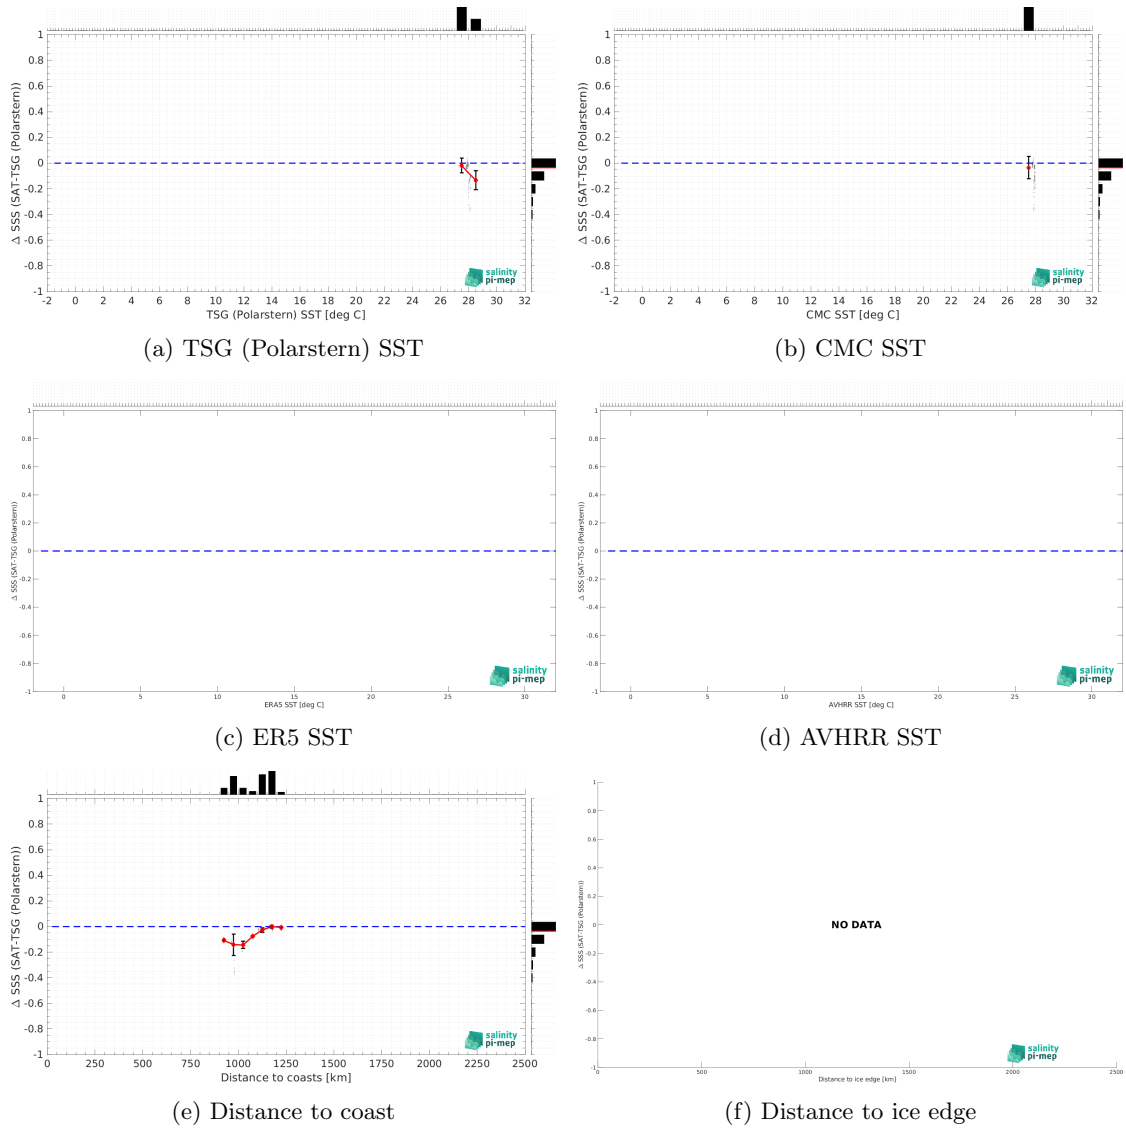 1
0.8
0.6
0.4
0.2
0
-0.2
-0.4
-0.6
-0.8
-1
Δ SSS (SAT-TSG (Polarstern))
-2 0 2 4 6 8 10 12 14 16 18 20 22 24 26 28 30 32
TSG (Polarstern) SST [deg C]
salinity
pi-mep
(a) TSG (Polarstern) SST
1
0.8
0.6
0.4
0.2
0
-0.2
-0.4
-0.6
-0.8
-1
Δ SSS (SAT-TSG (Polarstern))
-2 0 2 4 6 8 10 12 14 16 18 20 22 24 26 28 30 32
CMC SST [deg C]
salinity
pi-mep
(b) CMC SST
1
0.8
0.6
0.4
0.2
0
-0.2
-0.4
-0.6
-0.8
-1
Δ SSS (SAT-TSG (Polarstern))
0 5 10 15 20 25 30
ERA5 SST [deg C]
salinity
pi-mep
(c) ER5 SST
1
0.8
0.6
0.4
0.2
0
-0.2
-0.4
-0.6
-0.8
-1
Δ SSS (SAT-TSG (Polarstern))
0 5 10 15 20 25 30
AVHRR SST [deg C]
salinity
pi-mep
(d) AVHRR SST
1
0.8
0.6
0.4
0.2
0
-0.2
-0.4
-0.6
-0.8
-1
Δ SSS (SAT-TSG (Polarstern))
0 250 500 750 1000 1250 1500 1750 2000 2250 2500
Distance to coasts [km]
salinity
pi-mep
(e) Distance to coast
1
0.8
0.6
0.4
0.2
0
-0.2
-0.4
-0.6
-0.8
-1
Δ SSS (SAT-TSG (Polarstern))
NO DATA
0 500 1000 1500 2000 2500
Distance to ice edge [km]
salinity
pi-mep
(f) Distance to ice edge